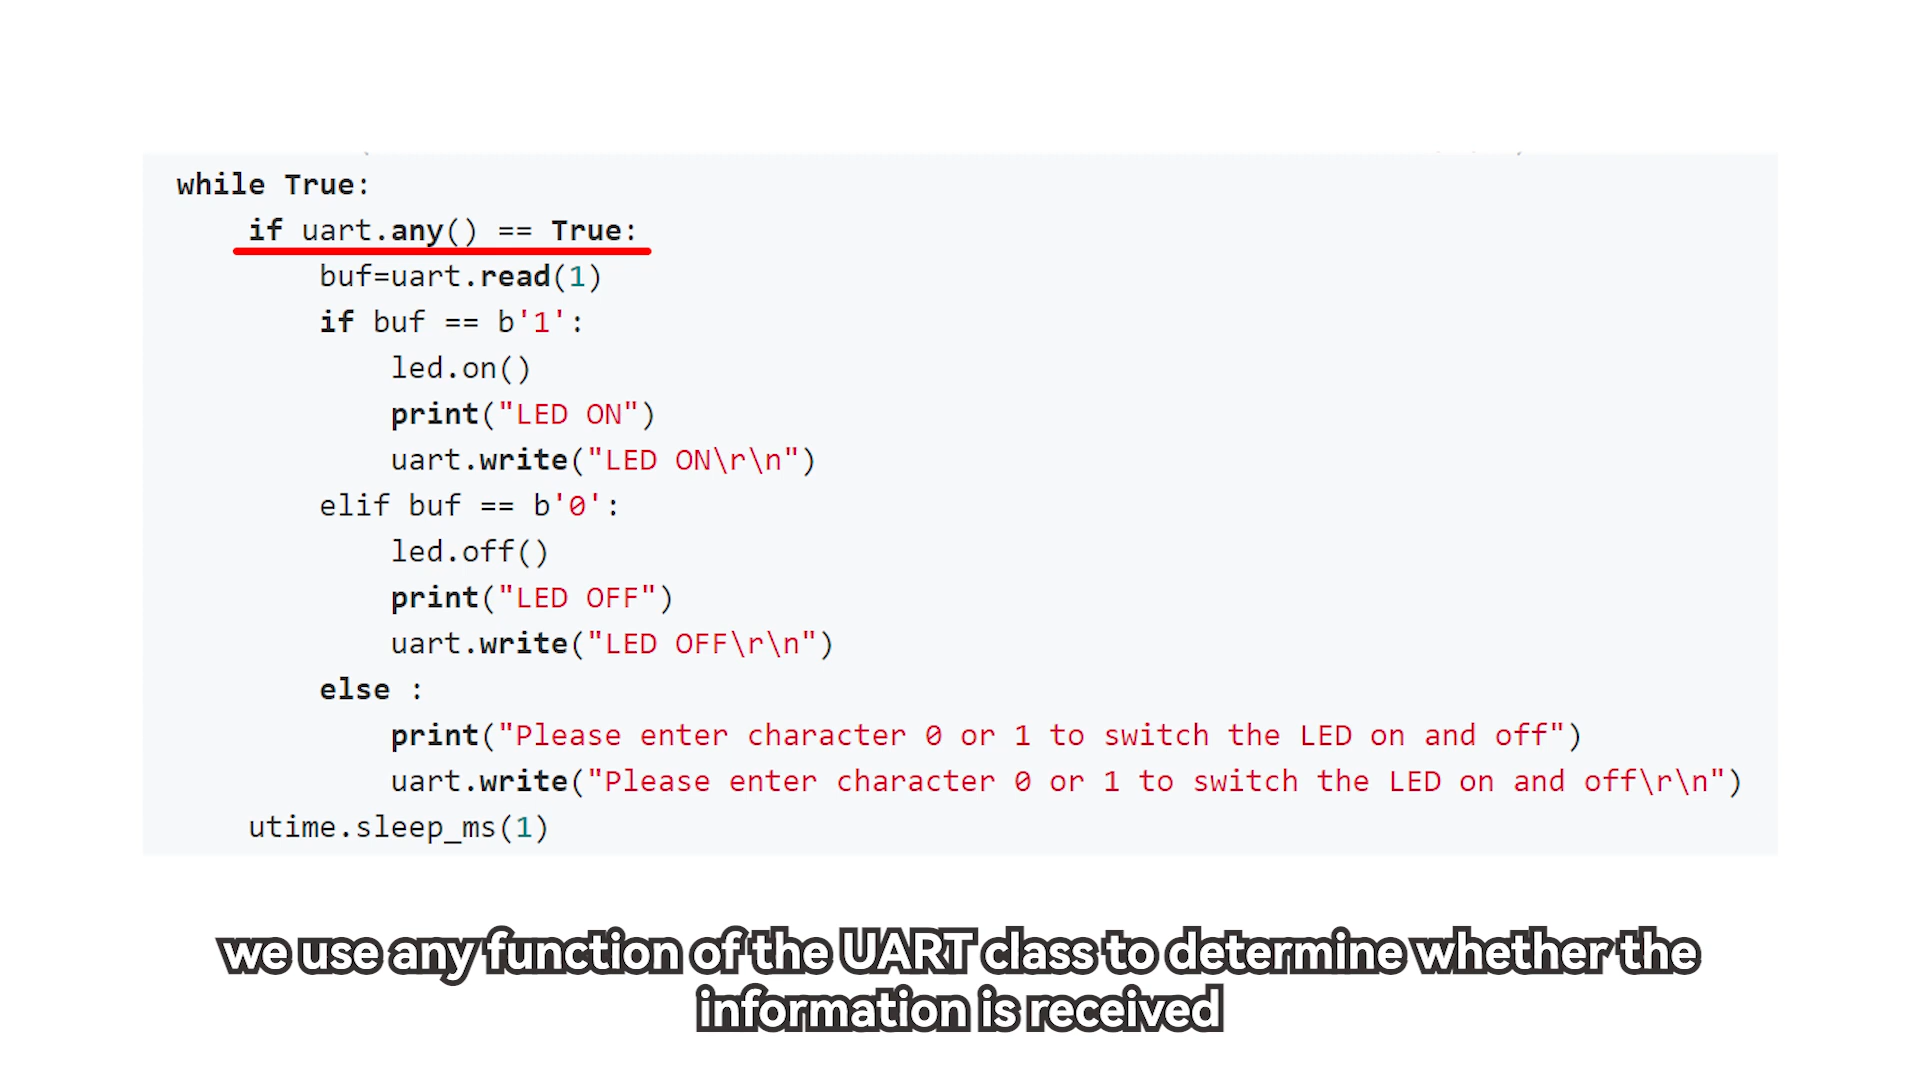 while True:
    if uart.any() == True:
        buf=uart.read(1)
        if buf == b'1':
            led.on()
            print("LED ON")
            uart.write("LED ON\r\n")
        elif buf == b'0':
            led.off()
            print("LED OFF")
            uart.write("LED OFF\r\n")
        else :
            print("Please enter character 0 or 1 to switch the LED on and off")
            uart.write("Please enter character 0 or 1 to switch the LED on and off\r\n")
    utime.sleep_ms(1)
we use any function of the UART class to determine whether the
information is received